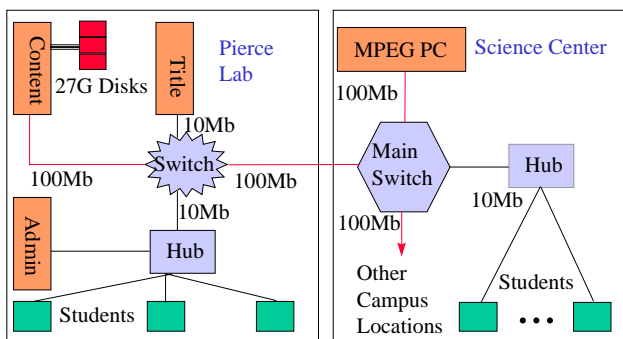 Pierce
Lab
Content
27G Disks
Title
10Mb
Switch
100Mb
100Mb
10Mb
Admin
Hub
Students
MPEG PC
Science Center
100Mb
Main
Switch
Hub
10Mb
100Mb
Other
Campus
Locations
Students